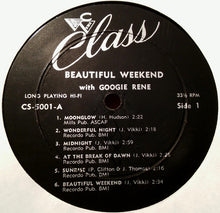 Class
BEAUTIFUL WEEKEND
with GOOGIE RENE
LONG PLAYING HI-FI
33⅓ RPM
CS-5001-A
Side 1
1. MOONGLOW (H. Hudson) 2:22
Mills Pub. ASCAP
2. WONDERFUL NIGHT (J. Vikki) 2:18
Recordo Pub. BMI
3. MIDNIGHT (J. Vikki) 2:59
Recordo Pub. BMI
4. AT THE BREAK OF DAWN (J. Vikki)
Recordo Pub. BMI
5. SUNRISE (P. Clifton-D J. Thomas) 2:16
Recordo Pub. BMI
6. BEAUTIFUL WEEKEND (J. Vikki) 2:34
Recordo Pub. BMI